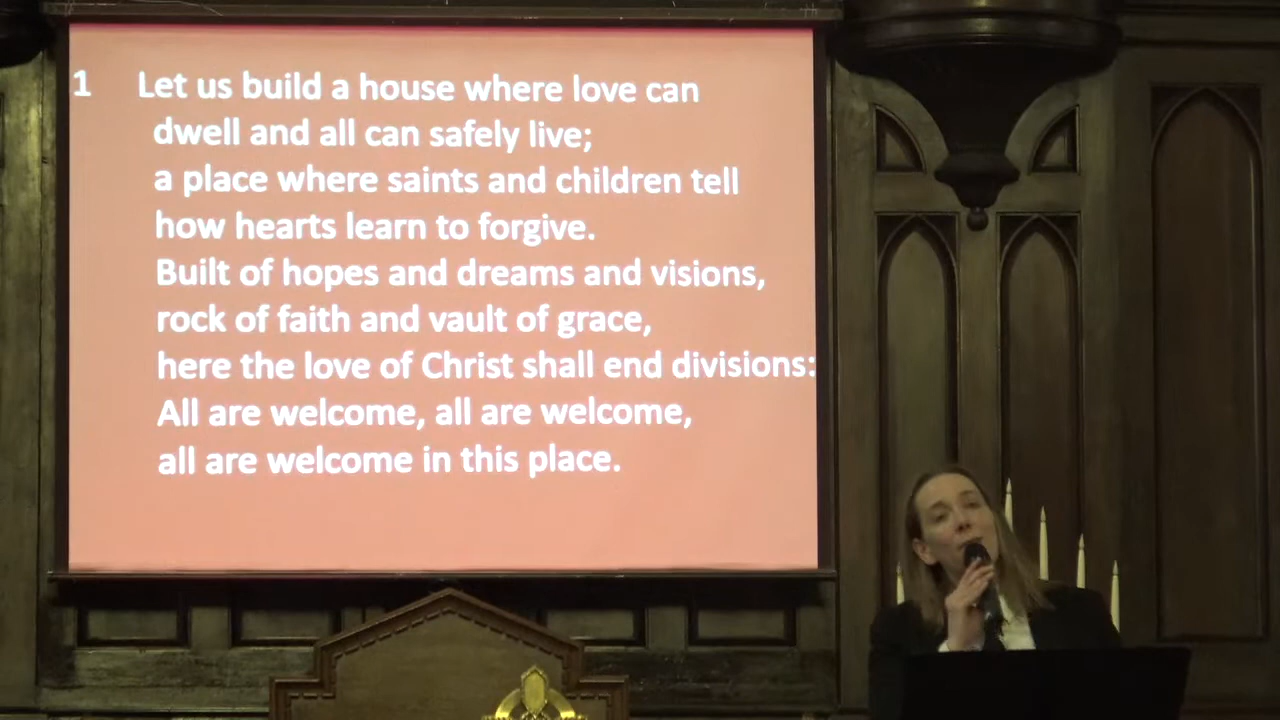 1 Let us build a house where love can
dwell and all can safely live;
a place where saints and children tell
how hearts learn to forgive.
Built of hopes and dreams and visions,
rock of faith and vault of grace,
here the love of Christ shall end divisions:
All are welcome, all are welcome,
all are welcome in this place.